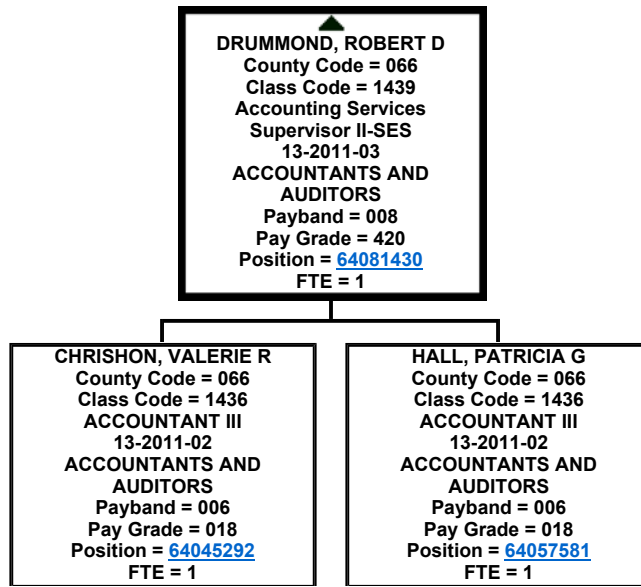 DRUMMOND, ROBERT D
County Code = 066
Class Code = 1439
Accounting Services
Supervisor II-SES
13-2011-03
ACCOUNTANTS AND
AUDITORS
Payband = 008
Pay Grade = 420
Position = 64081430
FTE = 1
CHRISHON, VALERIE R
County Code = 066
Class Code = 1436
ACCOUNTANT III
13-2011-02
ACCOUNTANTS AND
AUDITORS
Payband = 006
Pay Grade = 018
Position = 64045292
FTE = 1
HALL, PATRICIA G
County Code = 066
Class Code = 1436
ACCOUNTANT III
13-2011-02
ACCOUNTANTS AND
AUDITORS
Payband = 006
Pay Grade = 018
Position = 64057581
FTE = 1